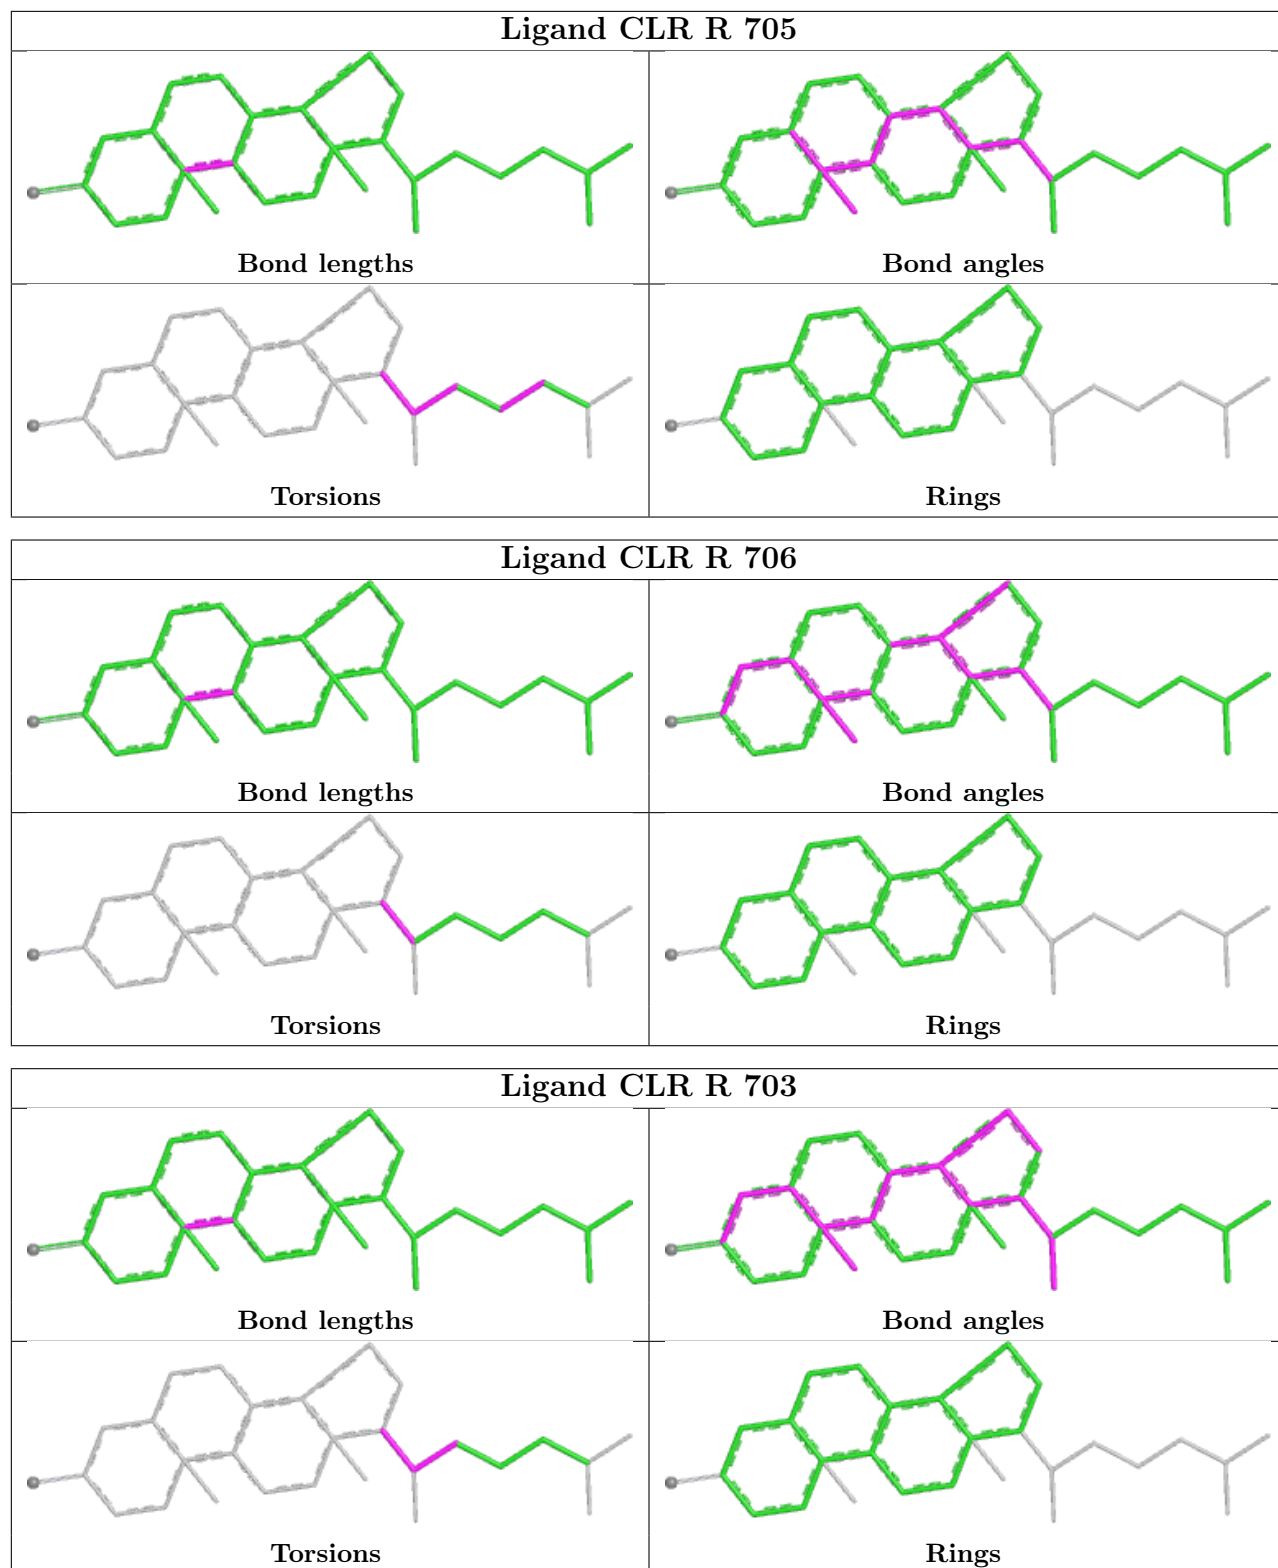 Ligand CLR R 705
Bond lengths
Bond angles
Torsions
Rings
Ligand CLR R 706
Bond lengths
Bond angles
Torsions
Rings
Ligand CLR R 703
Bond lengths
Bond angles
Torsions
Rings